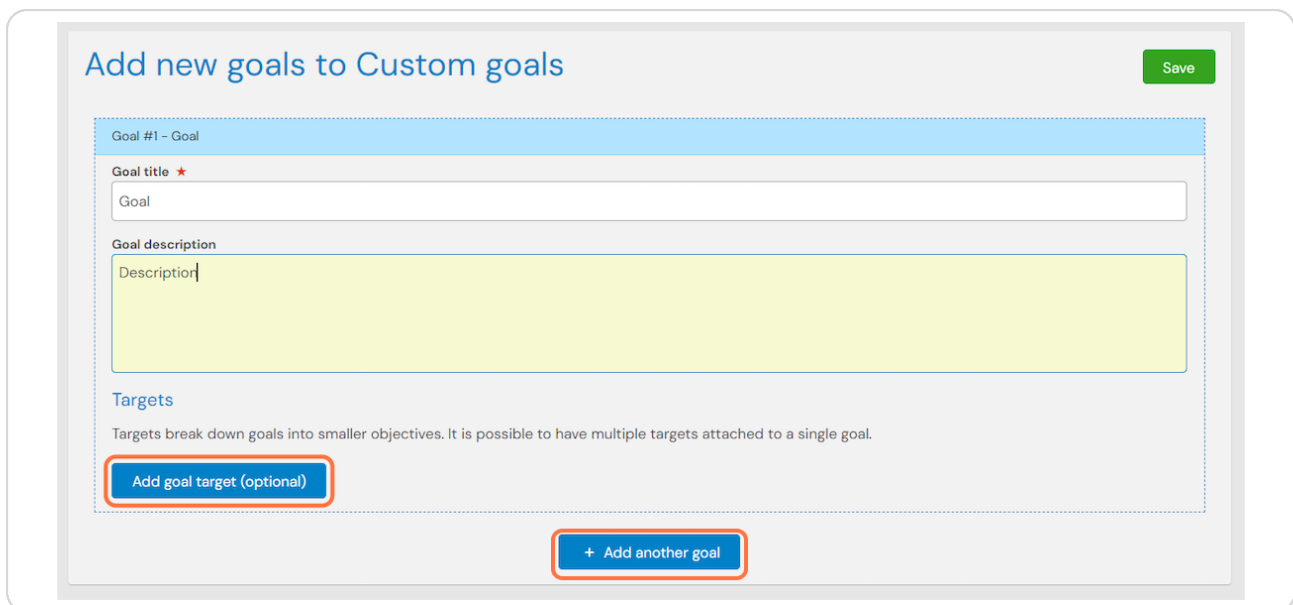 Add new goals to Custom goals
Save
Goal #1 - Goal
Goal title ★
Goal
Goal description
Description
Targets
Targets break down goals into smaller objectives. It is possible to have multiple targets attached to a single goal.
Add goal target (optional)
+ Add another goal